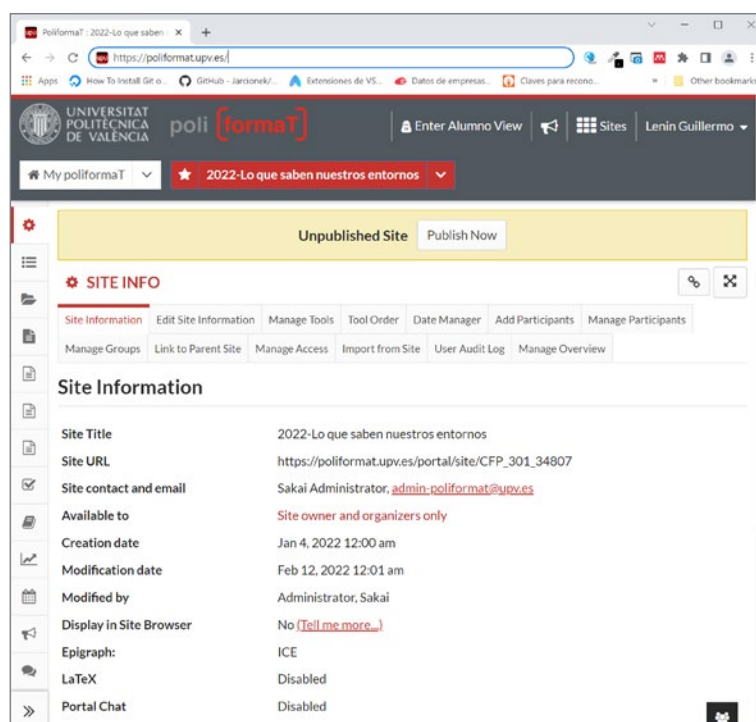 PoliformaT : 2022-Lo que saben
https://poliformat.upv.es/
Apps How To Install Git o... GitHub - Jarcionek/... Extensiones de VS... Datos de empresas... Claves para recono... » Other bookmarks
UNIVERSITAT
POLITÈCNICA
DE VALÈNCIA
poli [formaT]
Enter Alumno View Sites Lenin Guillermo
My poliformaT 2022-Lo que saben nuestros entornos
Unpublished Site Publish Now
SITE INFO
Site Information Edit Site Information Manage Tools Tool Order Date Manager Add Participants Manage Participants
Manage Groups Link to Parent Site Manage Access Import from Site User Audit Log Manage Overview
Site Information
Site Title 2022-Lo que saben nuestros entornos
Site URL https://poliformat.upv.es/portal/site/CFP_301_34807
Site contact and email Sakai Administrator, admin-poliformat@upv.es
Available to Site owner and organizers only
Creation date Jan 4, 2022 12:00 am
Modification date Feb 12, 2022 12:01 am
Modified by Administrator, Sakai
Display in Site Browser No (Tell me more...)
Epigraph: ICE
LaTeX Disabled
Portal Chat Disabled